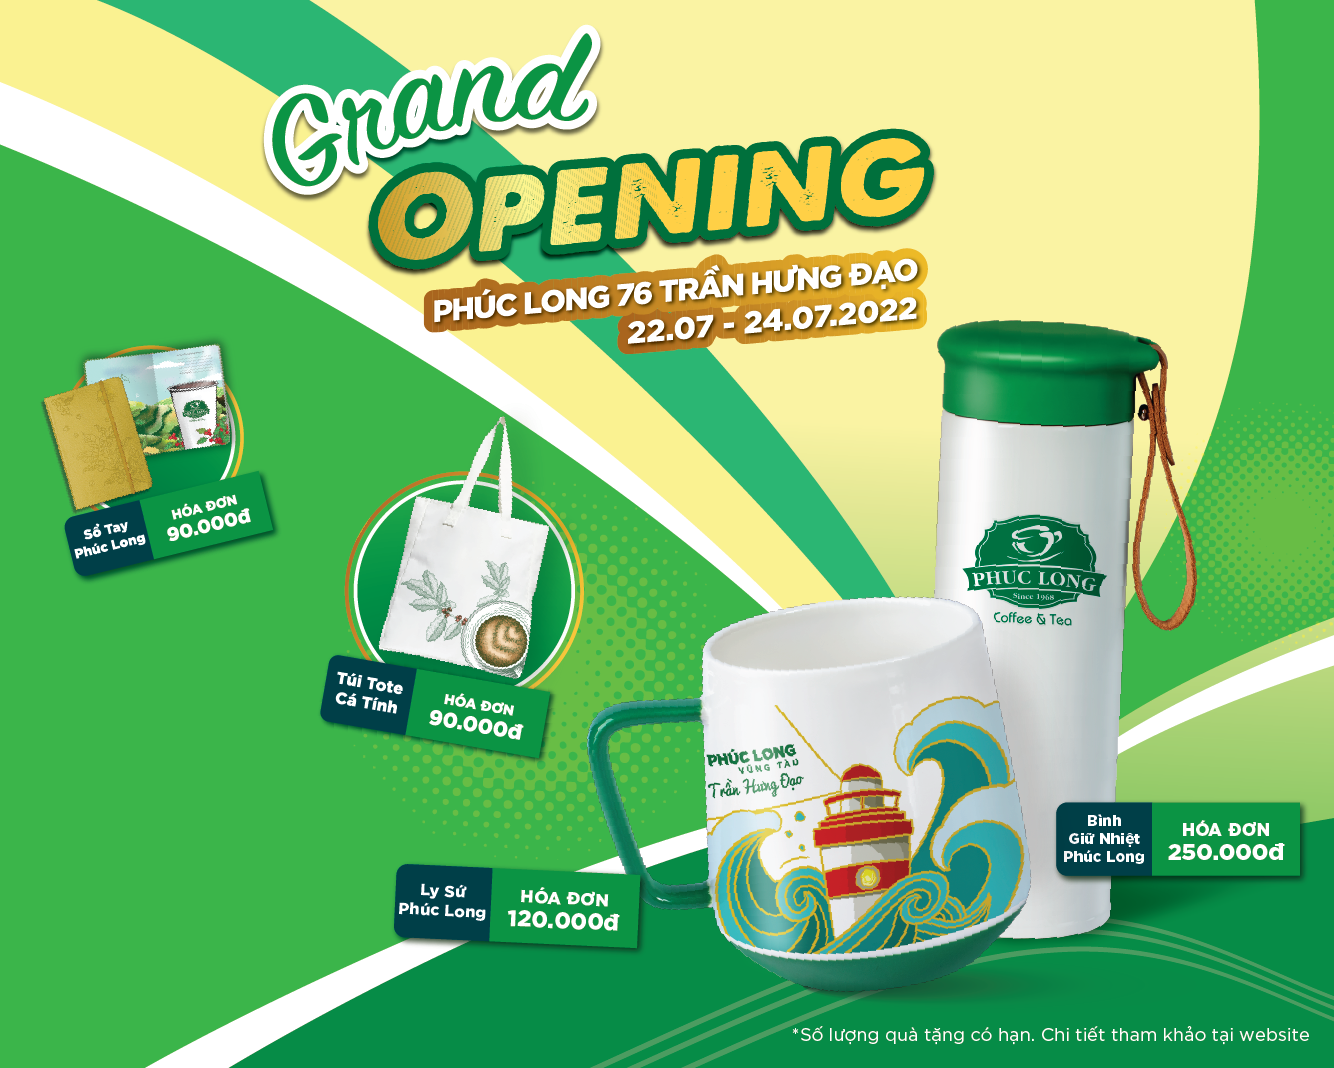 Grand
OPENING
PHÚC LONG 76 TRẦN HƯNG ĐẠO
22.07 - 24.07.2022
PHUC LONG
Sổ Tay
Phúc Long
HÓA ĐƠN
90.000đ
Túi Tote
Cá Tính
HÓA ĐƠN
90.000đ
PHUC LONG
Since 1968
Coffee & Tea
PHÚC LONG
VŨNG TÀU
Trần Hưng Đạo
Bình
Giữ Nhiệt
Phúc Long
HÓA ĐƠN
250.000đ
Ly Sứ
Phúc Long
HÓA ĐƠN
120.000đ
*Số lượng quà tặng có hạn. Chi tiết tham khảo tại website